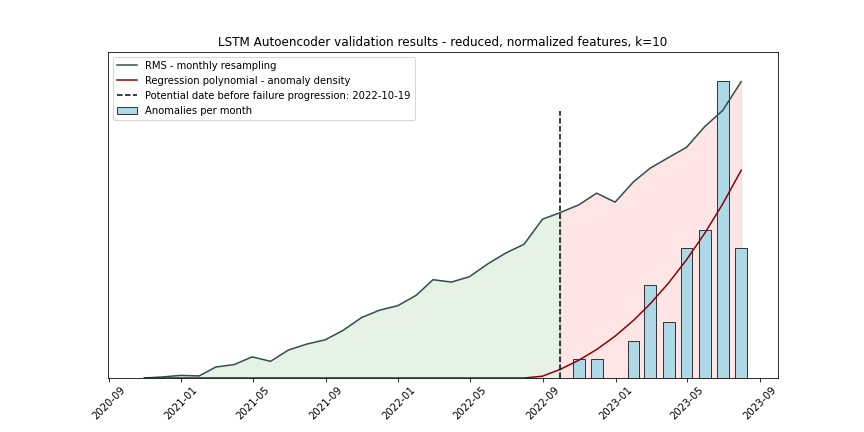 LSTM Autoencoder validation results - reduced, normalized features, k=10
RMS - monthly resampling
Regression polynomial - anomaly density
Potential date before failure progression: 2022-10-19
Anomalies per month
2020-09
2021-01
2021-05
2021-09
2022-01
2022-05
2022-09
2023-01
2023-05
2023-09